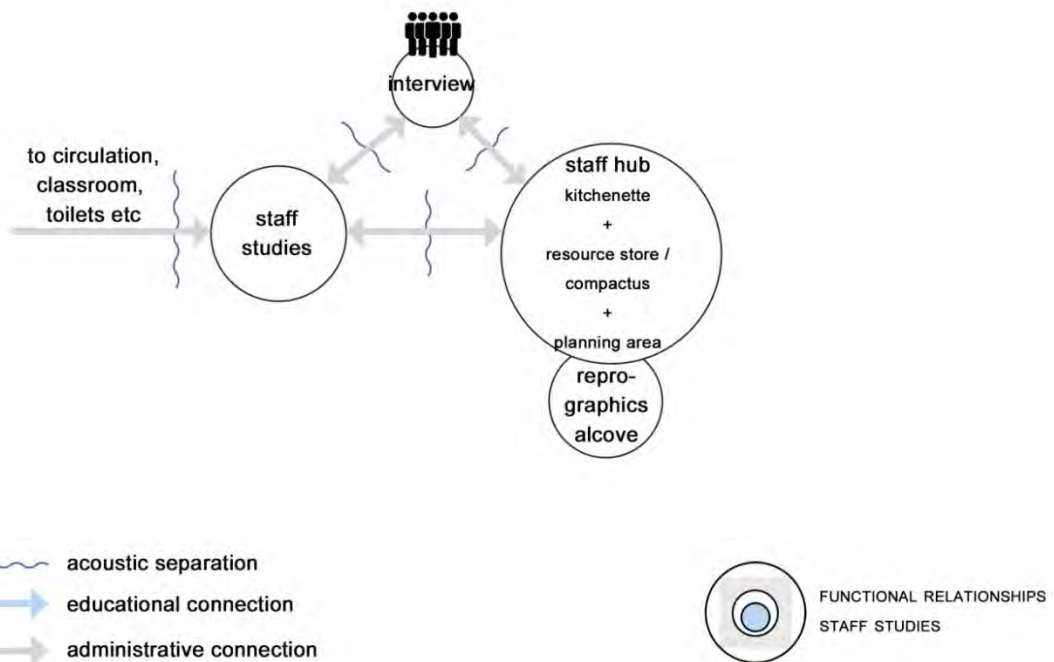 interview
to circulation,
classroom,
toilets etc
staff
studies
staff hub
kitchenette
+
resource store /
compactus
+
planning area
repro-
graphics
alcove
acoustic separation
educational connection
administrative connection
FUNCTIONAL RELATIONSHIPS
STAFF STUDIES